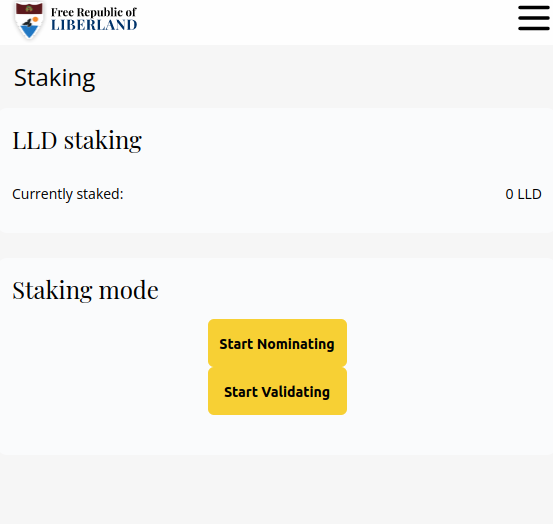 Free Republic of
LIBERLAND
Staking
LLD staking
Currently staked: 0 LLD
Staking mode
Start Nominating
Start Validating